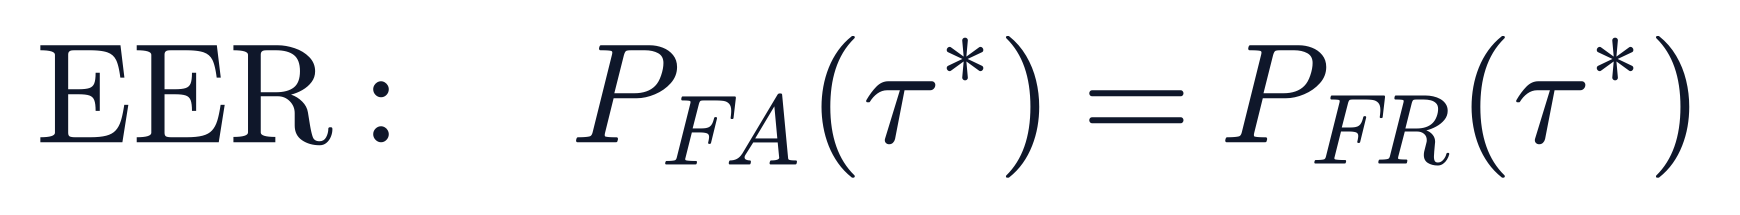 EER : P_{FA}(τ^*) = P_{FR}(τ^*)